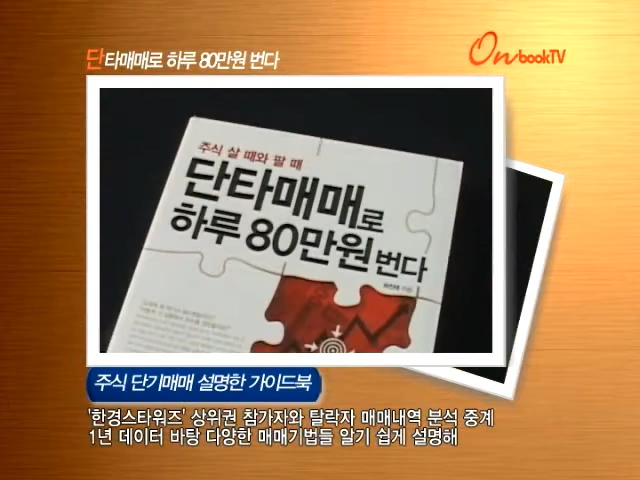 단타매매로 하루 80만원 번다
OnbookTV
주식 살 때와 팔 때
단타매매로
하루 80만원 번다
주식 단기매매 설명한 가이드북
'한경스타워즈' 상위권 참가자와 탈락자 매매내역 분석 중계
1년 데이터 바탕 다양한 매매기법들 알기 쉽게 설명해